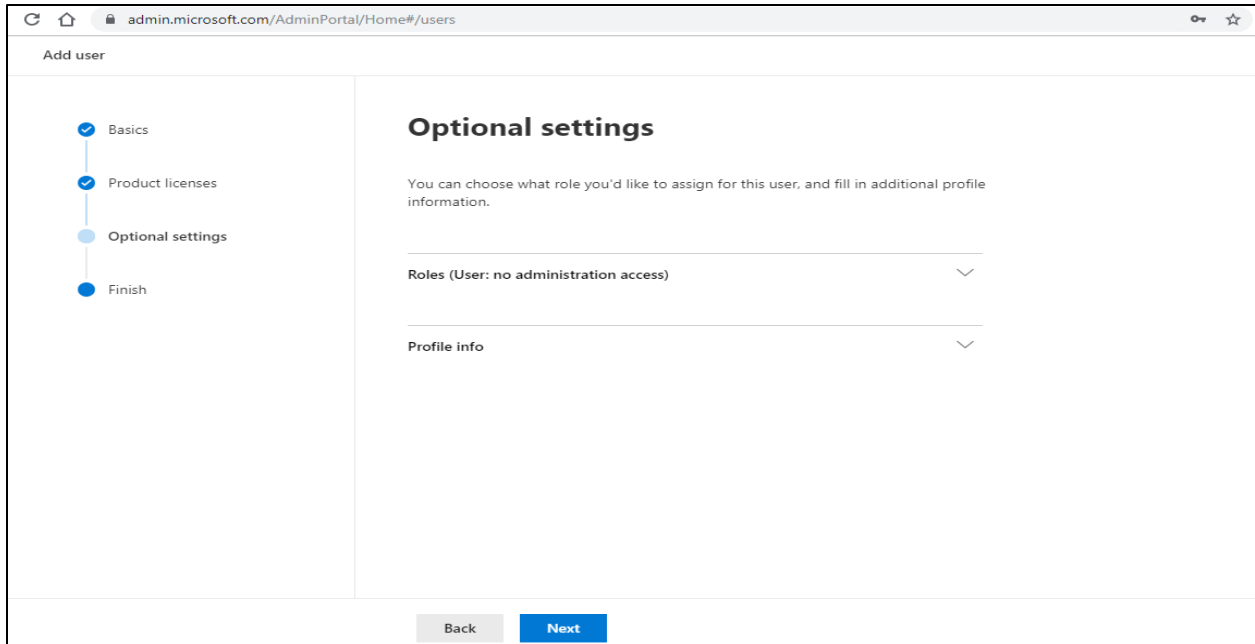 admin.microsoft.com/AdminPortal/Home#/users
Add user
Basics
Product licenses
Optional settings
Finish
Optional settings
You can choose what role you'd like to assign for this user, and fill in additional profile
information.
Roles (User: no administration access)
Profile info
Back
Next